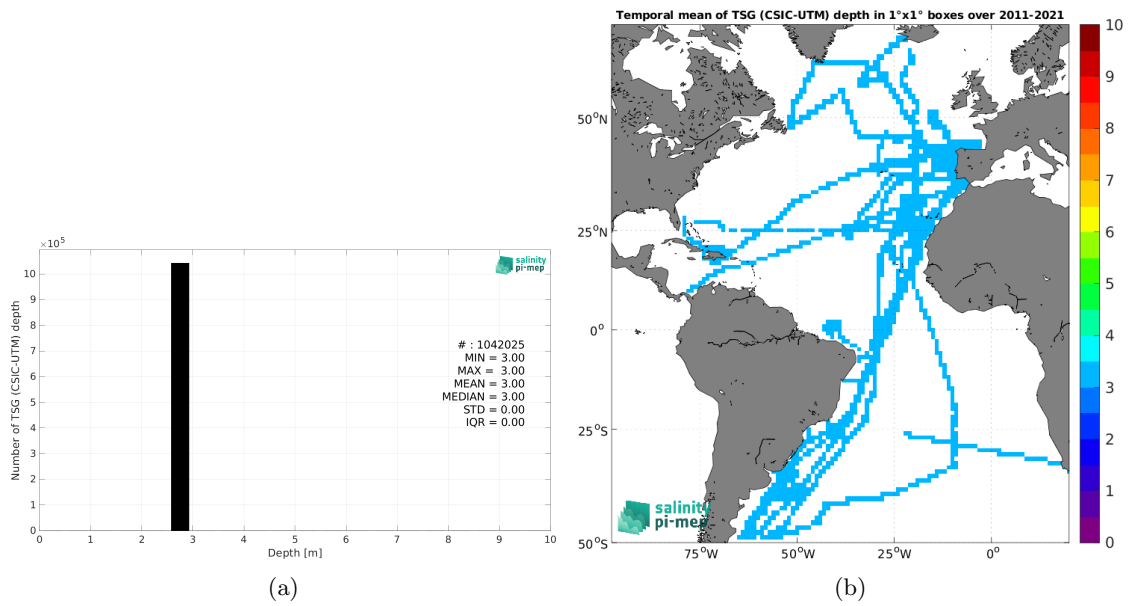 ×10⁵
10
9
8
7
6
5
4
3
2
1
0
Number of TSG (CSIC-UTM) depth
salinity
pi-mep
# : 1042025
MIN = 3.00
MAX = 3.00
MEAN = 3.00
MEDIAN = 3.00
STD = 0.00
IQR = 0.00
0 1 2 3 4 5 6 7 8 9 10
Depth [m]
(a)
Temporal mean of TSG (CSIC-UTM) depth in 1°x1° boxes over 2011-2021
50°N
25°N
0°
25°S
50°S
salinity
pi-mep
75°W 50°W 25°W 0°
10
9
8
7
6
5
4
3
2
1
0
(b)